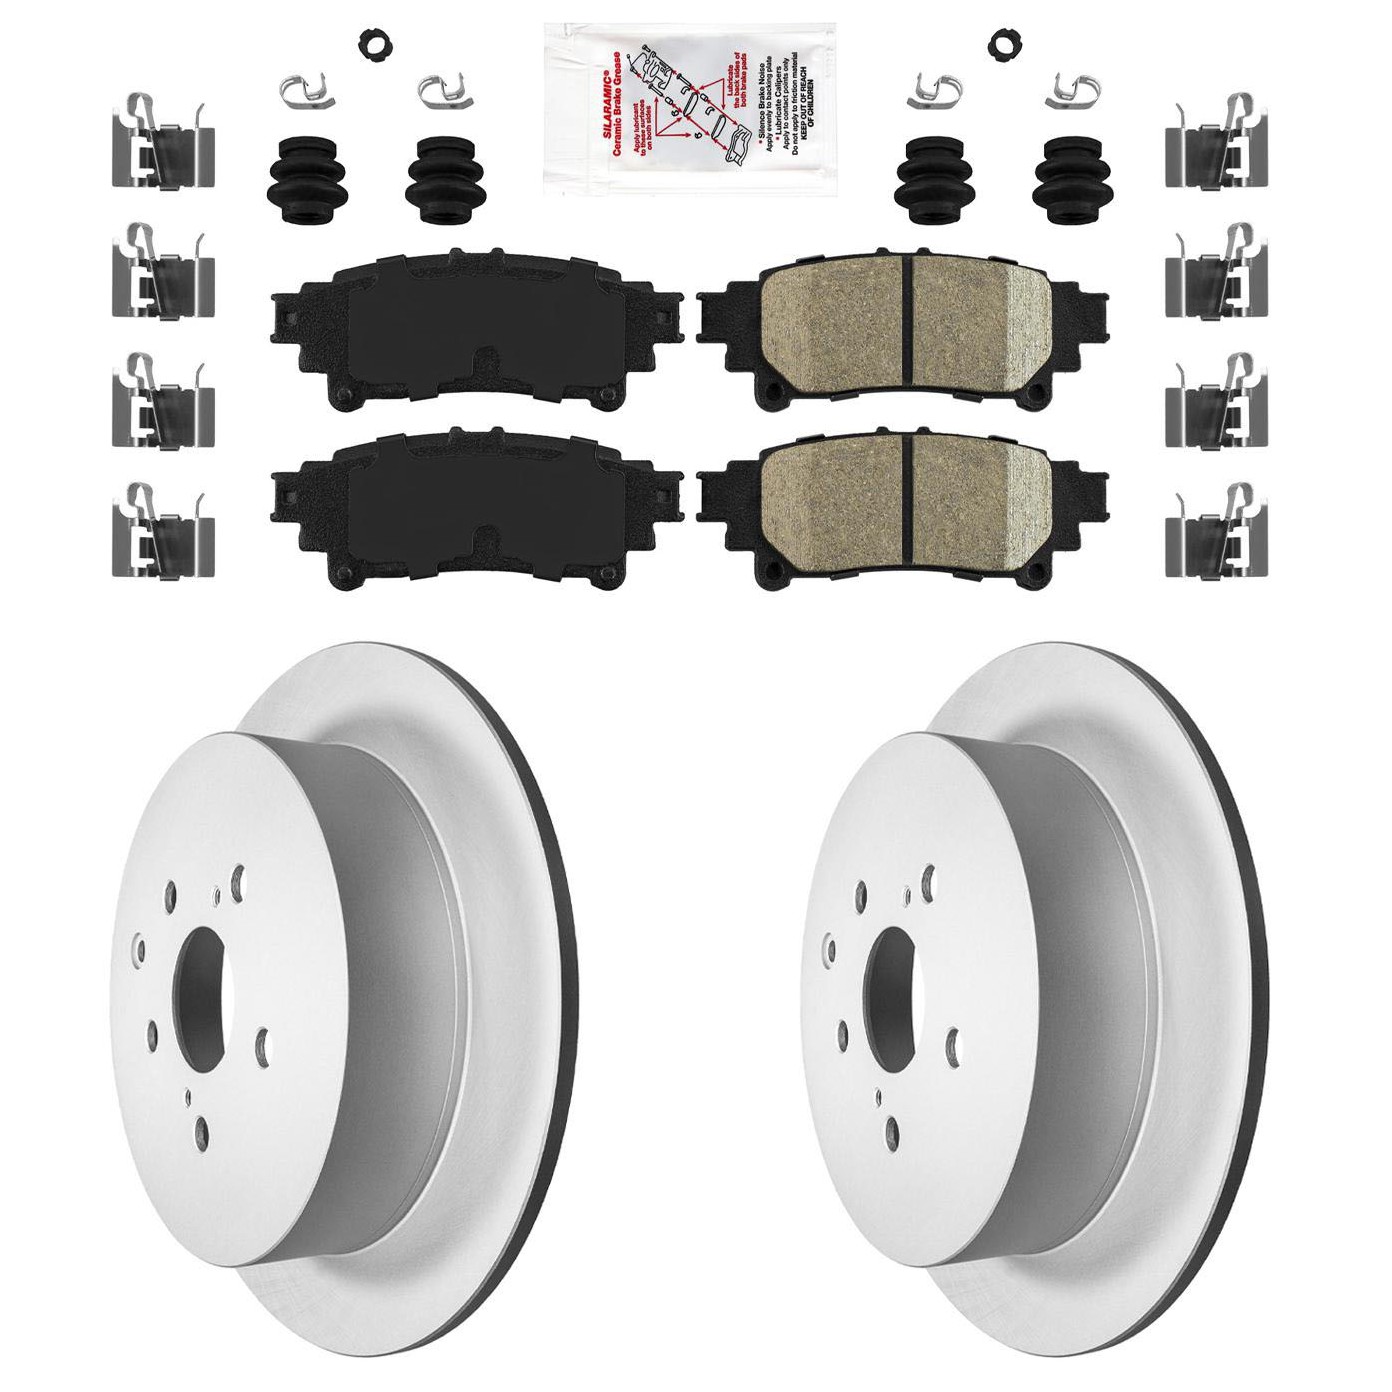 SILARAMIC®
Ceramic Brake Grease
Apply lubricant
to these surfaces
on both sides
Lubricate
the back sides of
both brake pads
* Silence Brake Noise
Apply evenly to backing plate
* Lubricate Calipers
Apply to contact points only
Do not apply to friction material
KEEP OUT OF REACH
OF CHILDREN